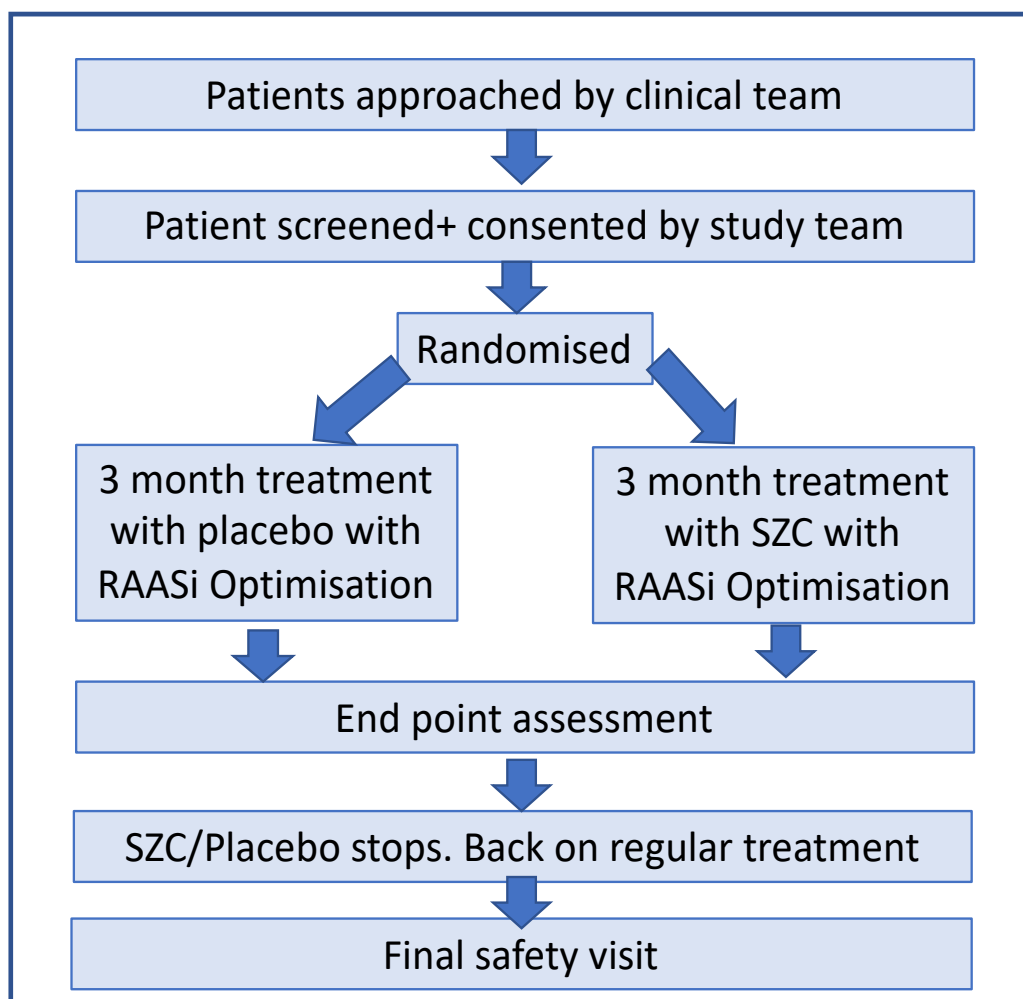 Patients approached by clinical team
Patient screened+ consented by study team
Randomised
3 month treatment
with placebo with
RAASi Optimisation
3 month treatment
with SZC with
RAASi Optimisation
End point assessment
SZC/Placebo stops. Back on regular treatment
Final safety visit